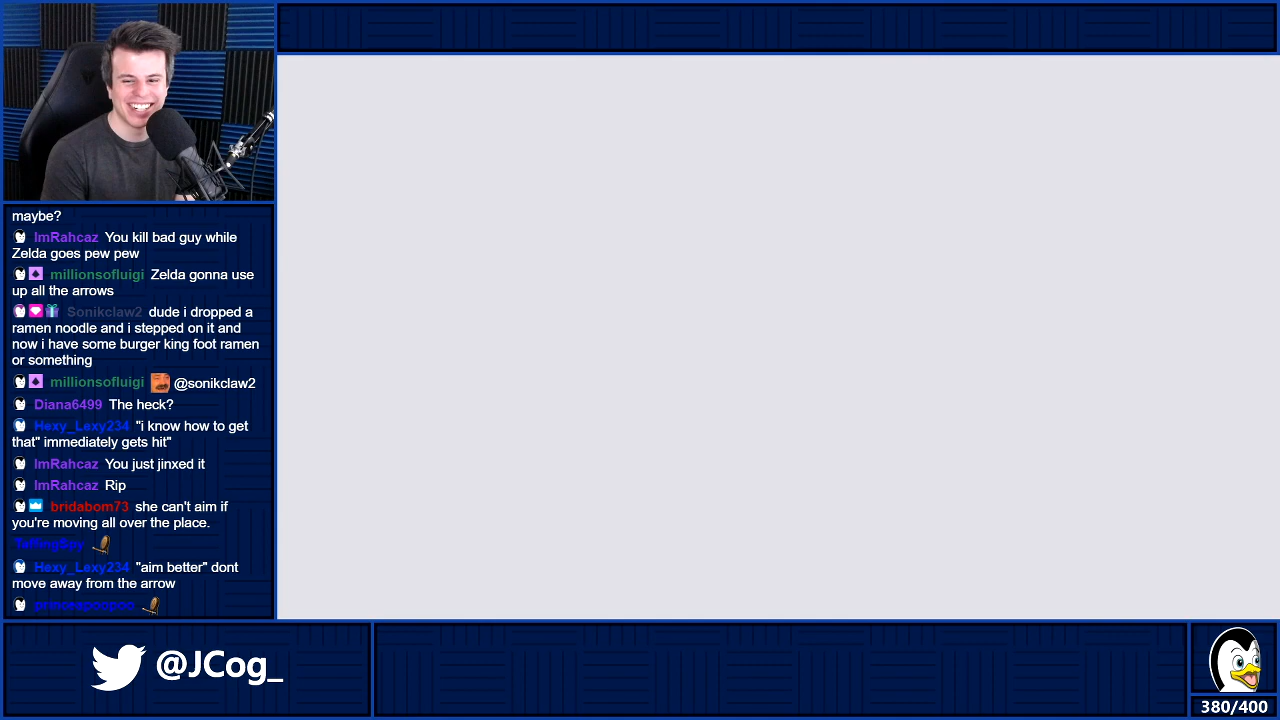 maybe?
ImRahcaz You kill bad guy while
Zelda goes pew pew
millionsofluigi Zelda gonna use
up all the arrows
Sonikclaw2 dude i dropped a
ramen noodle and i stepped on it and
now i have some burger king foot ramen
or something
millionsofluigi @sonikclaw2
Diana6499 The heck?
Hexy_Lexy234 "i know how to get
that" immediately gets hit"
ImRahcaz You just jinxed it
ImRahcaz Rip
bridabom73 she can't aim if
you're moving all over the place.
TaffingSpy
Hexy_Lexy234 "aim better" dont
move away from the arrow
princeapoopoo
@JCog_
380/400